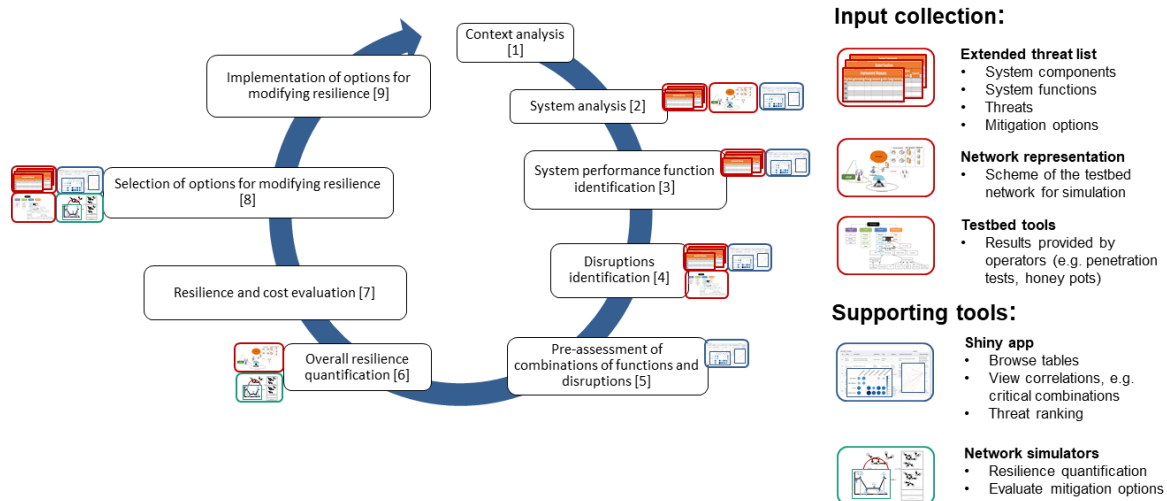 Context analysis
[1]
System analysis [2]
System performance function
identification [3]
Disruptions
identification [4]
Pre-assessment of
combinations of functions and
disruptions [5]
Overall resilience
quantification [6]
Resilience and cost evaluation [7]
Selection of options for modifying resilience
[8]
Implementation of options for
modifying resilience [9]
Input collection:
Extended threat list
• System components
• System functions
• Threats
• Mitigation options
Network representation
• Scheme of the testbed
network for simulation
Testbed tools
• Results provided by
operators (e.g. penetration
tests, honey pots)
Supporting tools:
Shiny app
• Browse tables
• View correlations, e.g.
critical combinations
• Threat ranking
Network simulators
• Resilience quantification
• Evaluate mitigation options